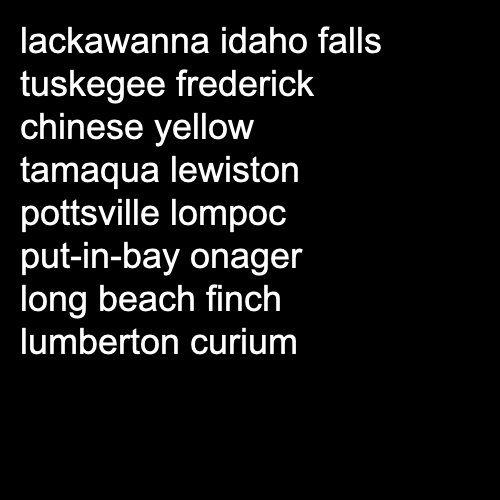 lackawanna idaho falls
tuskegee frederick
chinese yellow
tamaqua lewiston
pottsville lompoc
put-in-bay onager
long beach finch
lumberton curium